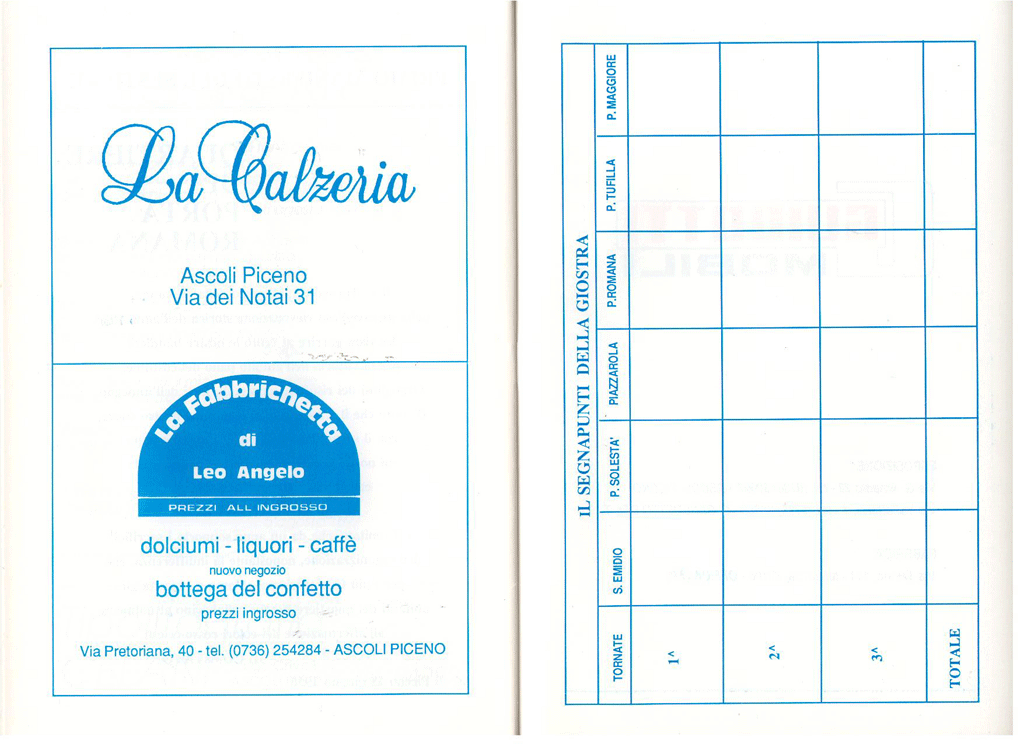 La Calzeria
Ascoli Piceno
Via dei Notai 31
La Fabbrichetta
di
Leo Angelo
PREZZI ALL INGROSSO
dolciumi - liquori - caffè
nuovo negozio
bottega del confetto
prezzi ingrosso
Via Pretoriana, 40 - tel. (0736) 254284 - ASCOLI PICENO
iL SEGNAPUNTI DELLA GIOSTRA
TORNATE S. EMIDIO P. SOLESTA' PIAZZAROLA P.ROMANA P. TUFILLA P. MAGGIORE
1^
2^
3^
TOTALE